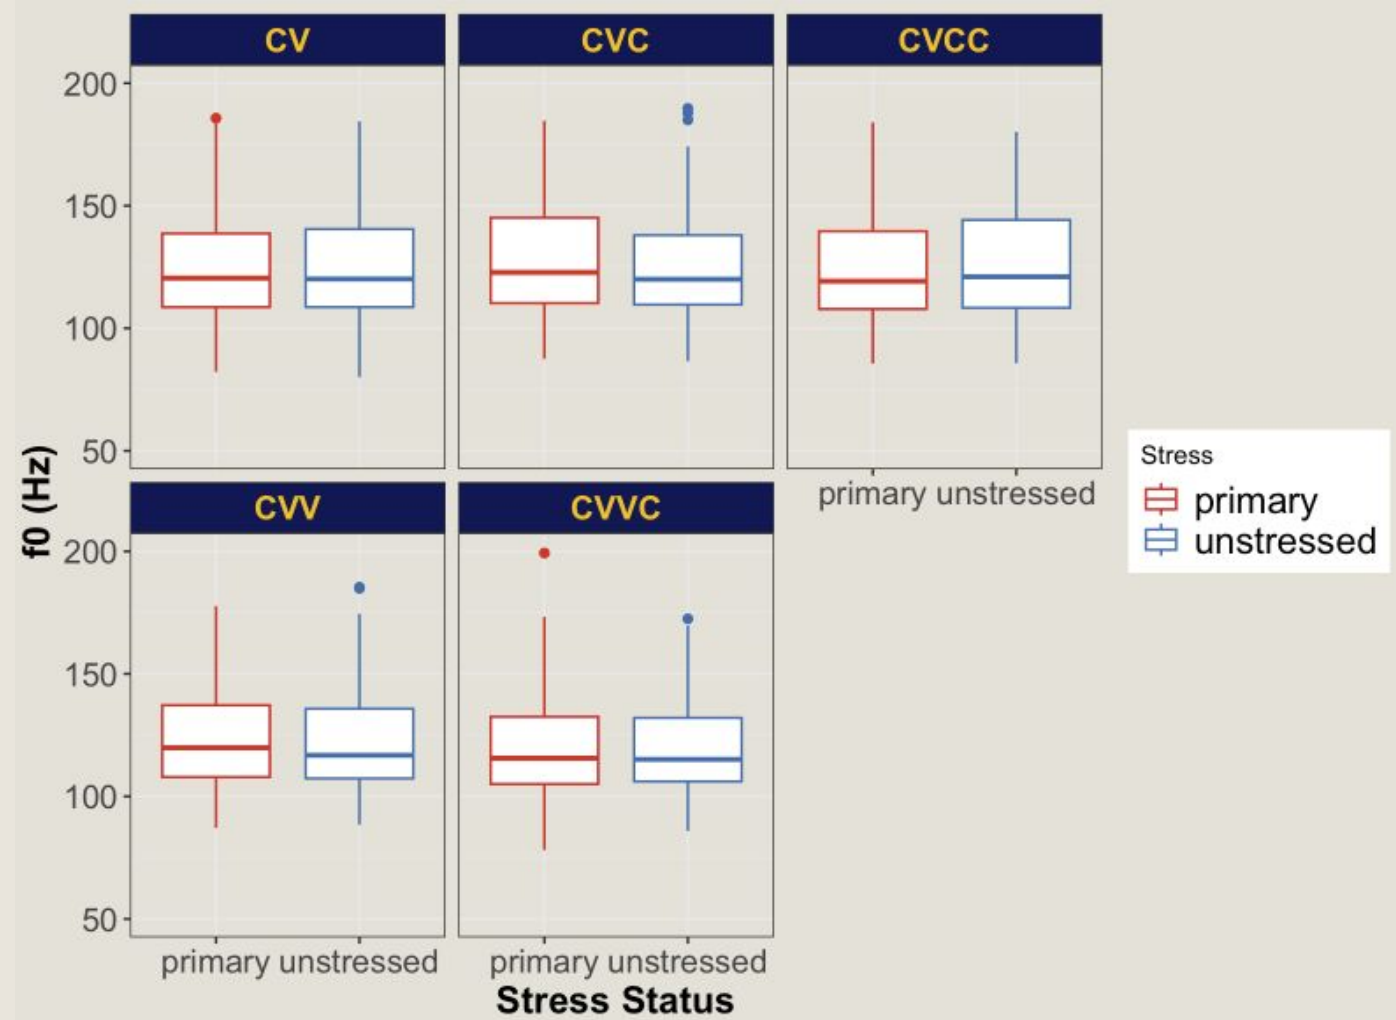 CV
CVC
CVCC
200
150
100
50
primary unstressed
f0 (Hz)
Stress
primary
unstressed
CVV
CVVC
200
150
100
50
primary unstressed
primary unstressed
Stress Status